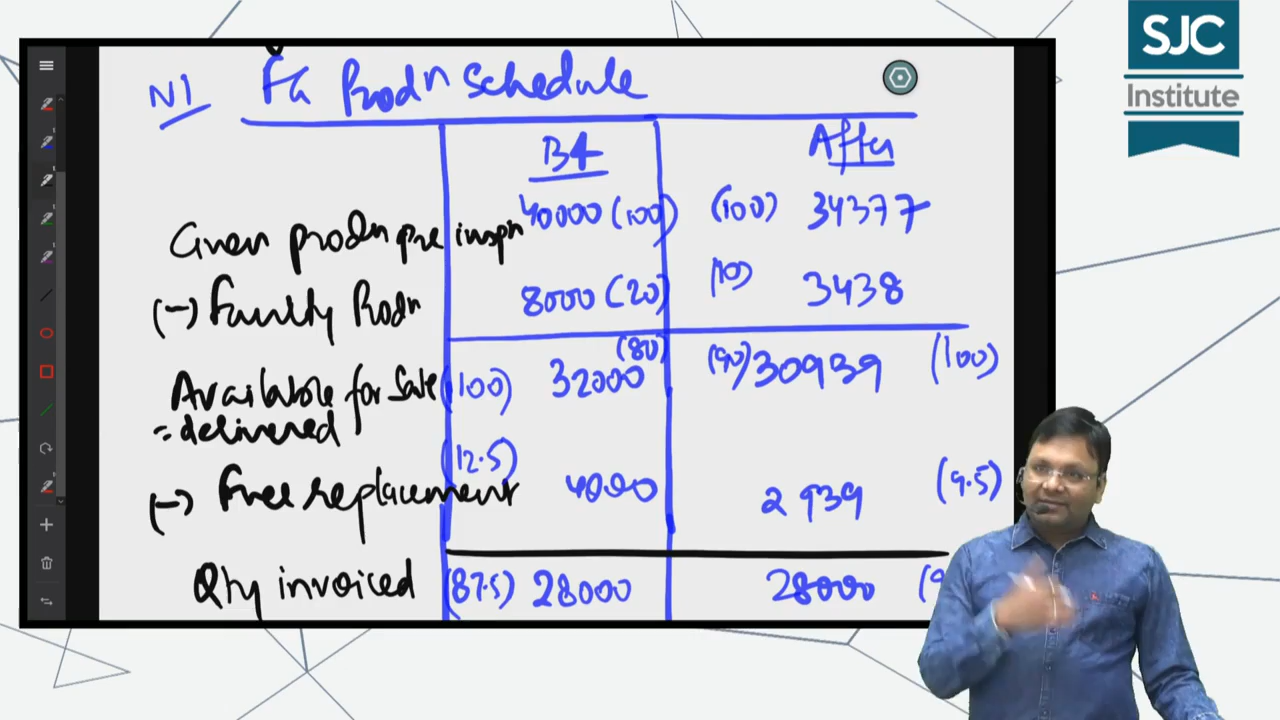 SJC
Institute
N1 FG Prodn Schedule
B4 After
Given prodn pre inspn 40000 (100) (100) 34377
(-) Faulty Prodn 8000 (20) (10) 3438
(80) (90) 30939 (100)
Available for Sale (100) 32000
= delivered
(12.5)
(-) Free replacement 4000 2939 (9.5)
Qty invoiced (87.5) 28000 28000 (9